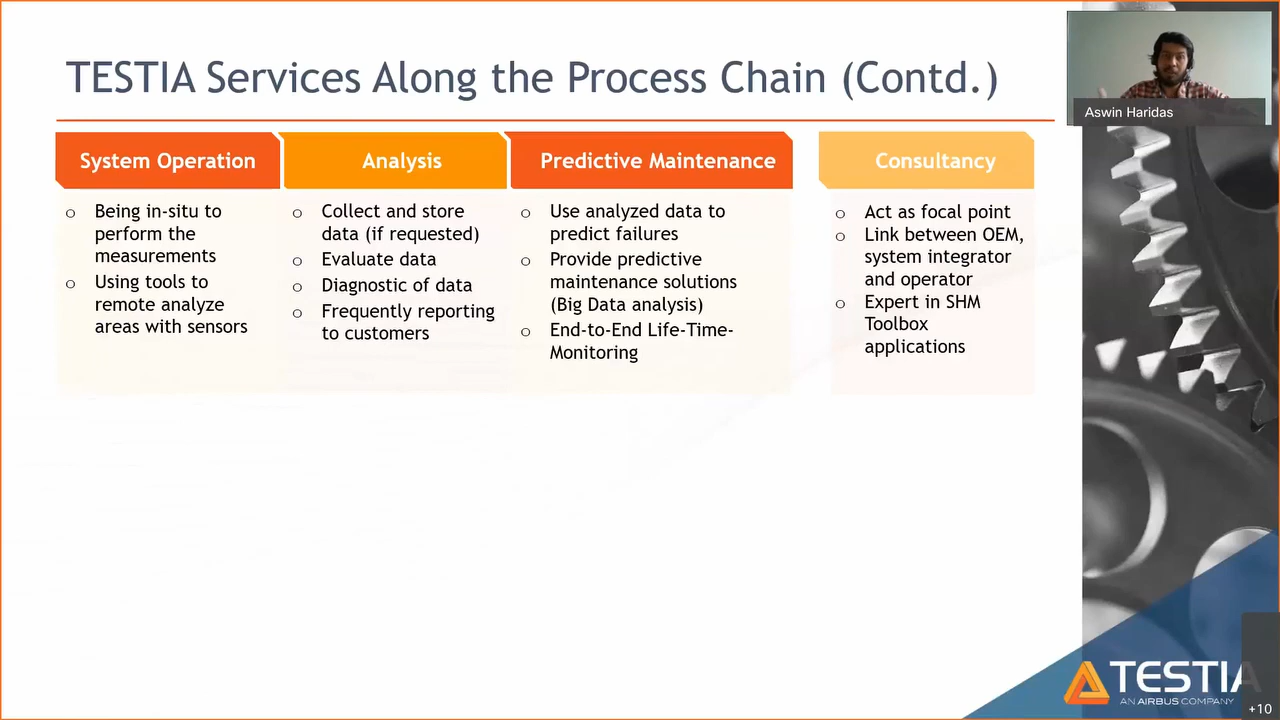 TESTIA Services Along the Process Chain (Contd.)
Aswin Haridas
System Operation
Being in-situ to
perform the
measurements
Using tools to
remote analyze
areas with sensors
Analysis
Collect and store
data (if requested)
Evaluate data
Diagnostic of data
Frequently reporting
to customers
Predictive Maintenance
Use analyzed data to
predict failures
Provide predictive
maintenance solutions
(Big Data analysis)
End-to-End Life-Time-
Monitoring
Consultancy
Act as focal point
Link between OEM,
system integrator
and operator
Expert in SHM
Toolbox
applications
TESTIA
AN AIRBUS COMPANY
+10